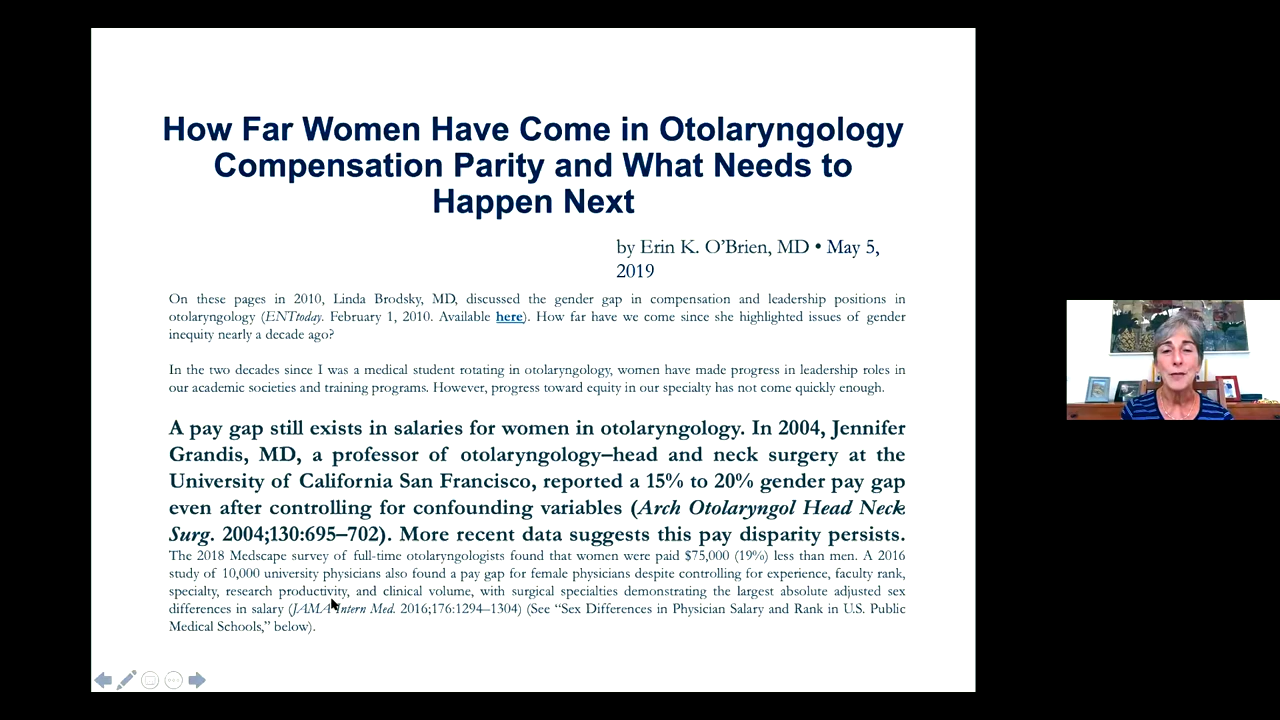 How Far Women Have Come in Otolaryngology
Compensation Parity and What Needs to
Happen Next
by Erin K. O’Brien, MD • May 5,
2019
On these pages in 2010, Linda Brodsky, MD, discussed the gender gap in compensation and leadership positions in
otolaryngology (ENTtoday. February 1, 2010. Available here). How far have we come since she highlighted issues of gender
inequity nearly a decade ago?
In the two decades since I was a medical student rotating in otolaryngology, women have made progress in leadership roles in
our academic societies and training programs. However, progress toward equity in our specialty has not come quickly enough.
A pay gap still exists in salaries for women in otolaryngology. In 2004, Jennifer
Grandis, MD, a professor of otolaryngology–head and neck surgery at the
University of California San Francisco, reported a 15% to 20% gender pay gap
even after controlling for confounding variables (Arch Otolaryngol Head Neck
Surg. 2004;130:695–702). More recent data suggests this pay disparity persists.
The 2018 Medscape survey of full-time otolaryngologists found that women were paid $75,000 (19%) less than men. A 2016
study of 10,000 university physicians also found a pay gap for female physicians despite controlling for experience, faculty rank,
specialty, research productivity, and clinical volume, with surgical specialties demonstrating the largest absolute adjusted sex
differences in salary (JAMA Intern Med. 2016;176:1294–1304) (See “Sex Differences in Physician Salary and Rank in U.S. Public
Medical Schools,” below).